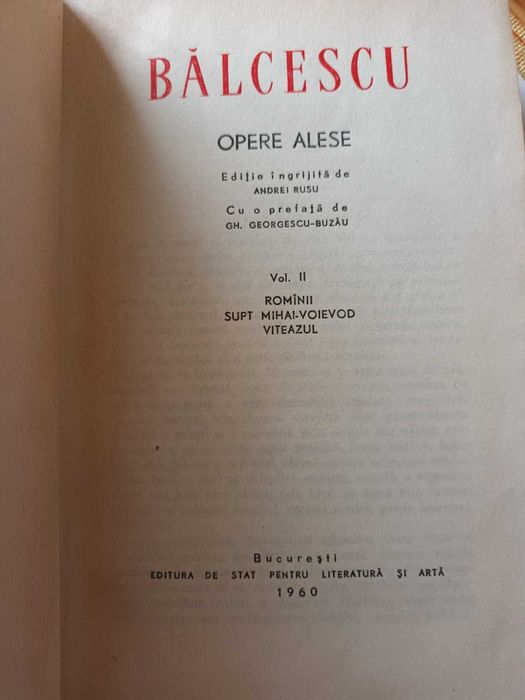 BĂLCESCU
OPERE ALESE
Ediție îngrijită de
ANDREI RUSU
Cu o prefață de
GH. GEORGESCU-BUZĂU
Vol. II
ROMÎNII
SUPT MIHAI-VOIEVOD
VITEAZUL
București
EDITURA DE STAT PENTRU LITERATURĂ ȘI ARTĂ
1960